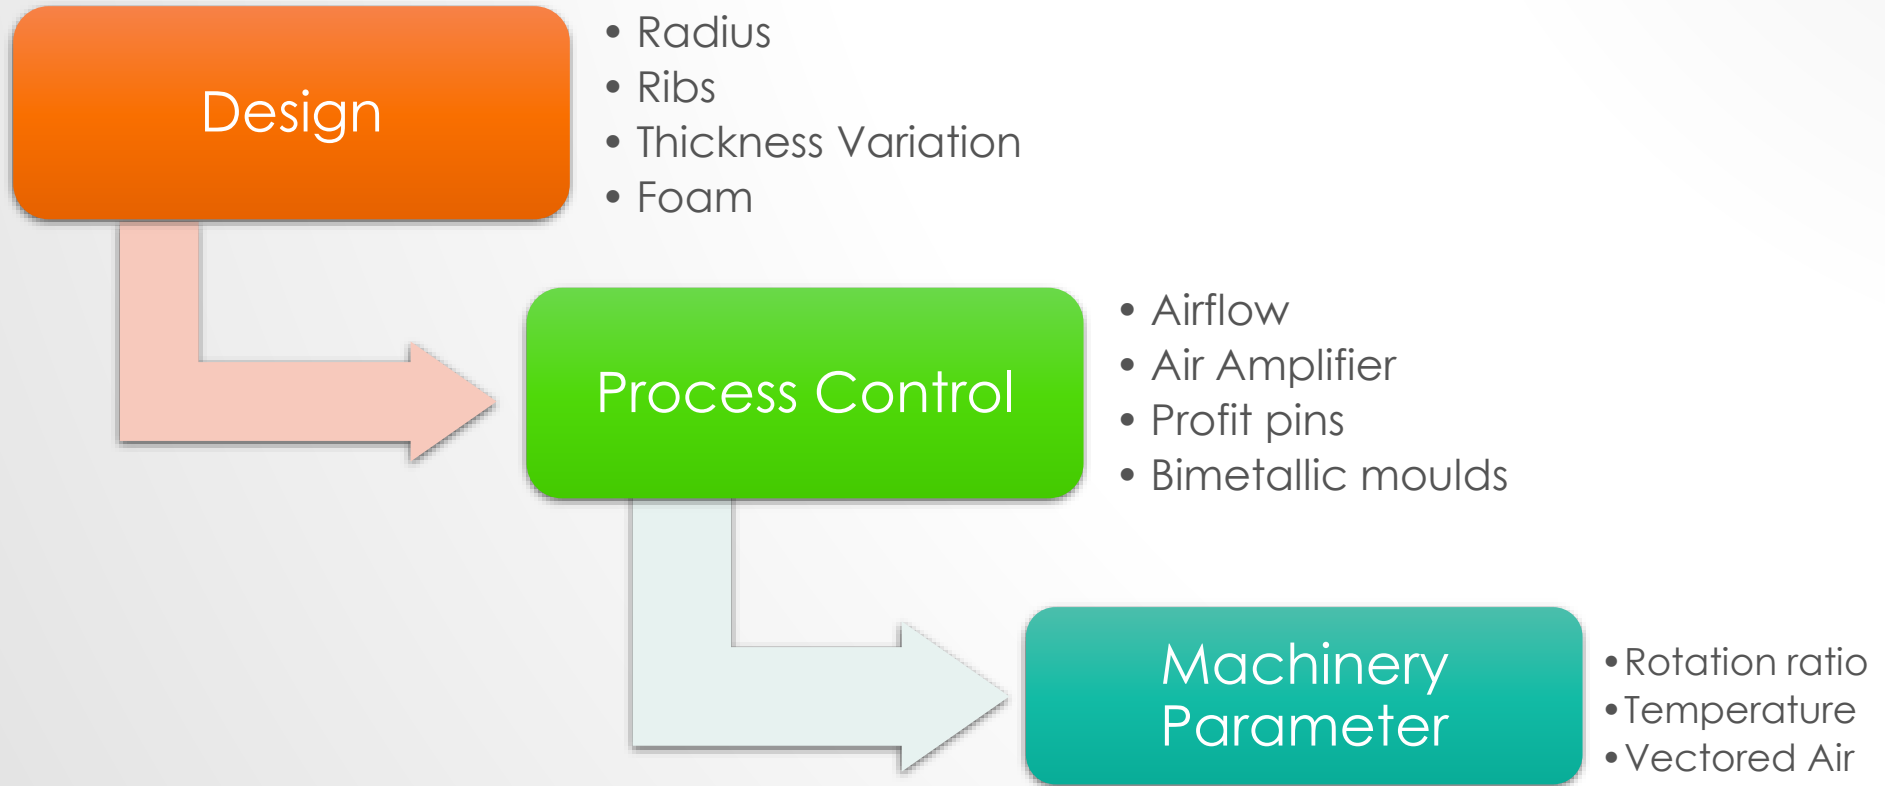 Design
• Radius
• Ribs
• Thickness Variation
• Foam
Process Control
• Airflow
• Air Amplifier
• Profit pins
• Bimetallic moulds
Machinery
Parameter
• Rotation ratio
• Temperature
• Vectored Air